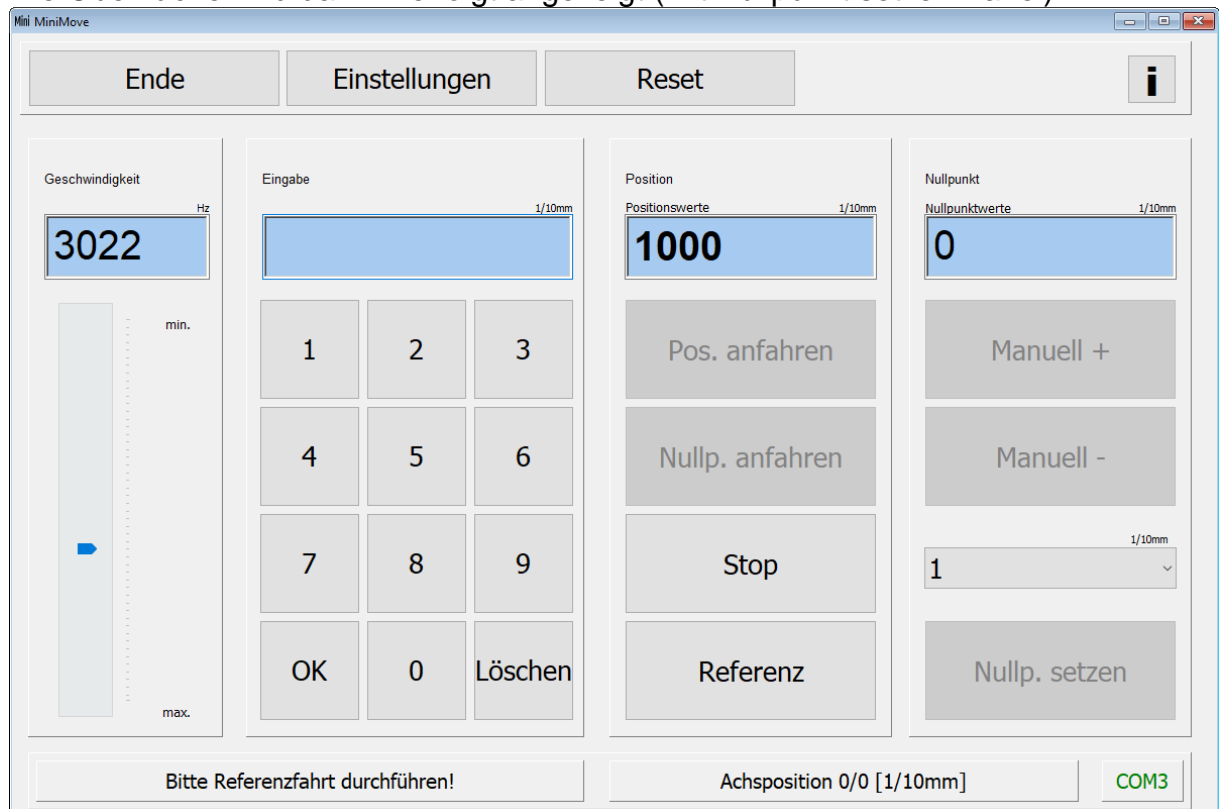 Mini MiniMove
Ende Einstellungen Reset i
Geschwindigkeit
Hz
3022
min.
max.
Eingabe
1/10mm
1 2 3
4 5 6
7 8 9
OK 0 Löschen
Position
Positionswerte 1/10mm
1000
Pos. anfahren
Nullp. anfahren
Stop
Referenz
Nullpunkt
Nullpunktwerte 1/10mm
0
Manuell +
Manuell -
1/10mm
1
Nullp. setzen
Bitte Referenzfahrt durchführen! Achsposition 0/0 [1/10mm] COM3